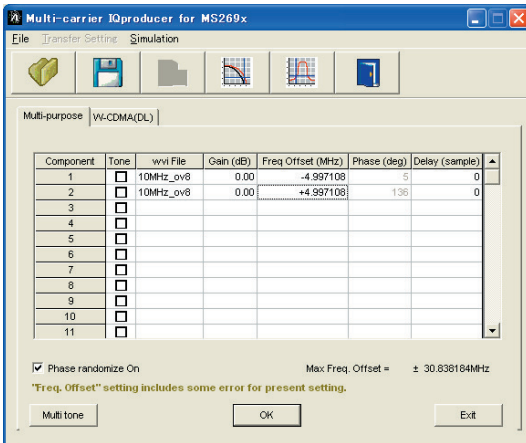 Multi-carrier IQproducer for MS269x
File Transfer Setting Simulation
Multi-purpose W-CDMA(DL)
Component Tone wvi File Gain (dB) Freq Offset (MHz) Phase (deg) Delay (sample)
1 10MHz_ov8 0.00 -4.997108 5 0
2 10MHz_ov8 0.00 +4.997108 136 0
3
4
5
6
7
8
9
10
11
Phase randomize On Max Freq. Offset = ± 30.838184MHz
"Freq. Offset" setting includes some error for present setting.
Multi tone OK Exit